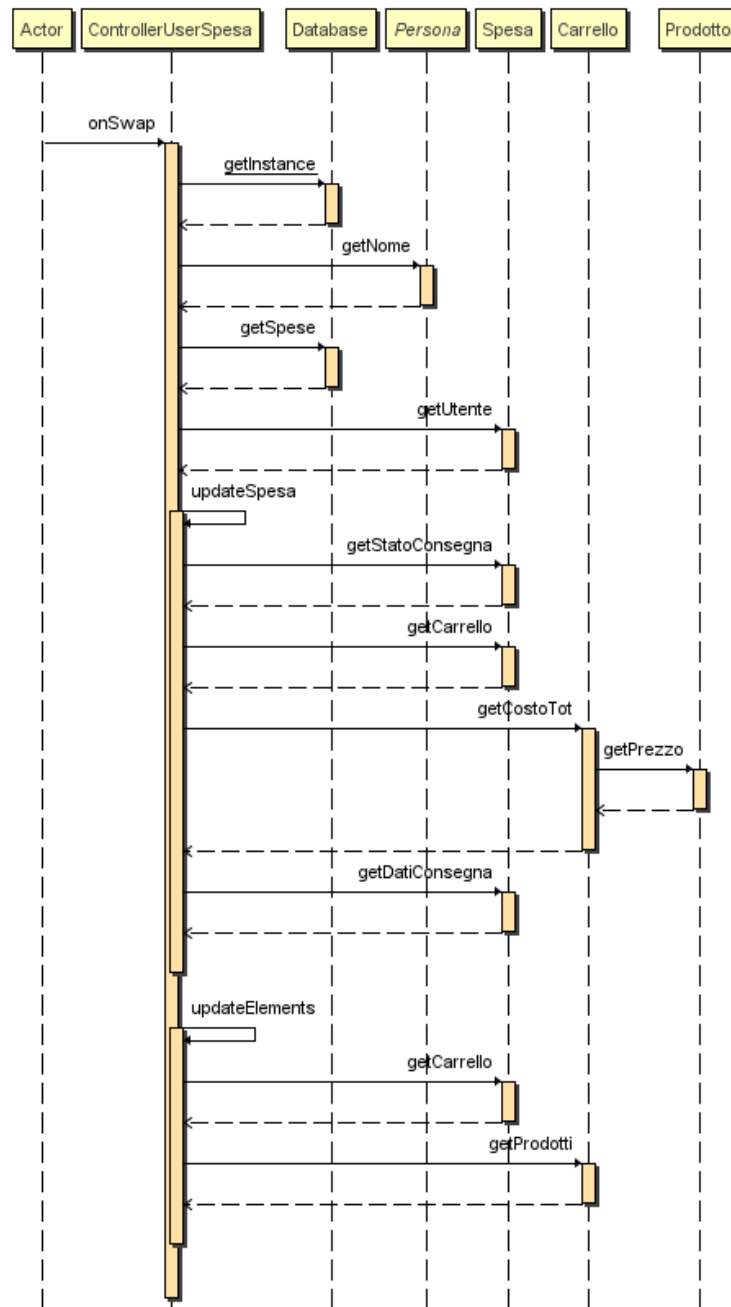 Actor ControllerUserSpesa Database Persona Spesa Carrello Prodotto
onSwap
getInstance
getNome
getSpese
getUtente
updateSpesa
getStatoConsegna
getCarrello
getCostoTot
getPrezzo
getDatiConsegna
updateElements
getCarrello
getProdotti